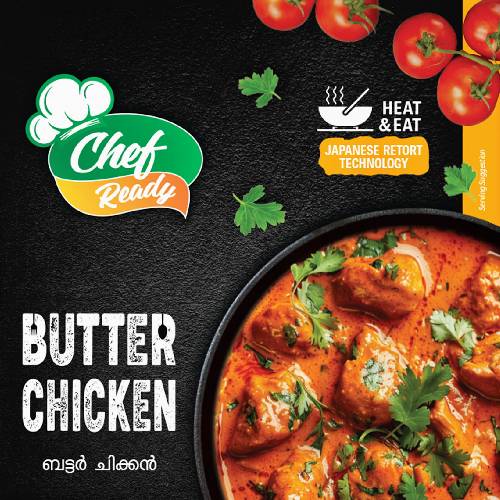 Chef
Ready
HEAT
&EAT
JAPANESE RETORT
TECHNOLOGY
Serving Suggestion
BUTTER
CHICKEN
ബട്ടർ ചിക്കൻ